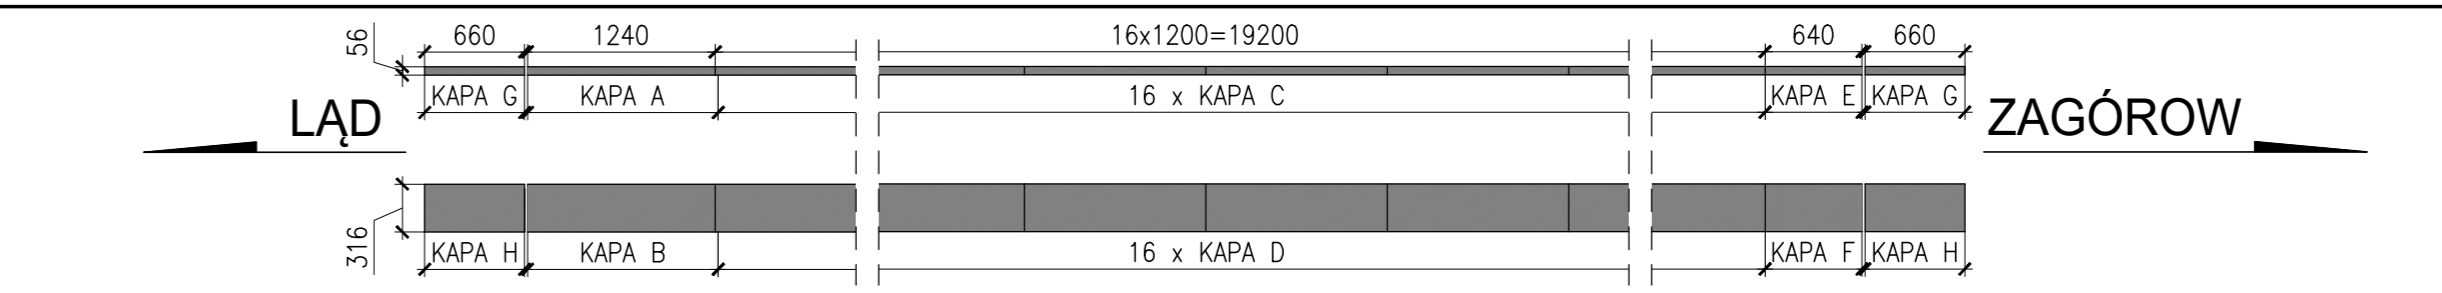 56 660 1240 16x1200=19200 640 660
KAPA G KAPA A 16 x KAPA C KAPA E KAPA G
LĄD ZAGÓROW
316 KAPA H KAPA B 16 x KAPA D KAPA F KAPA H